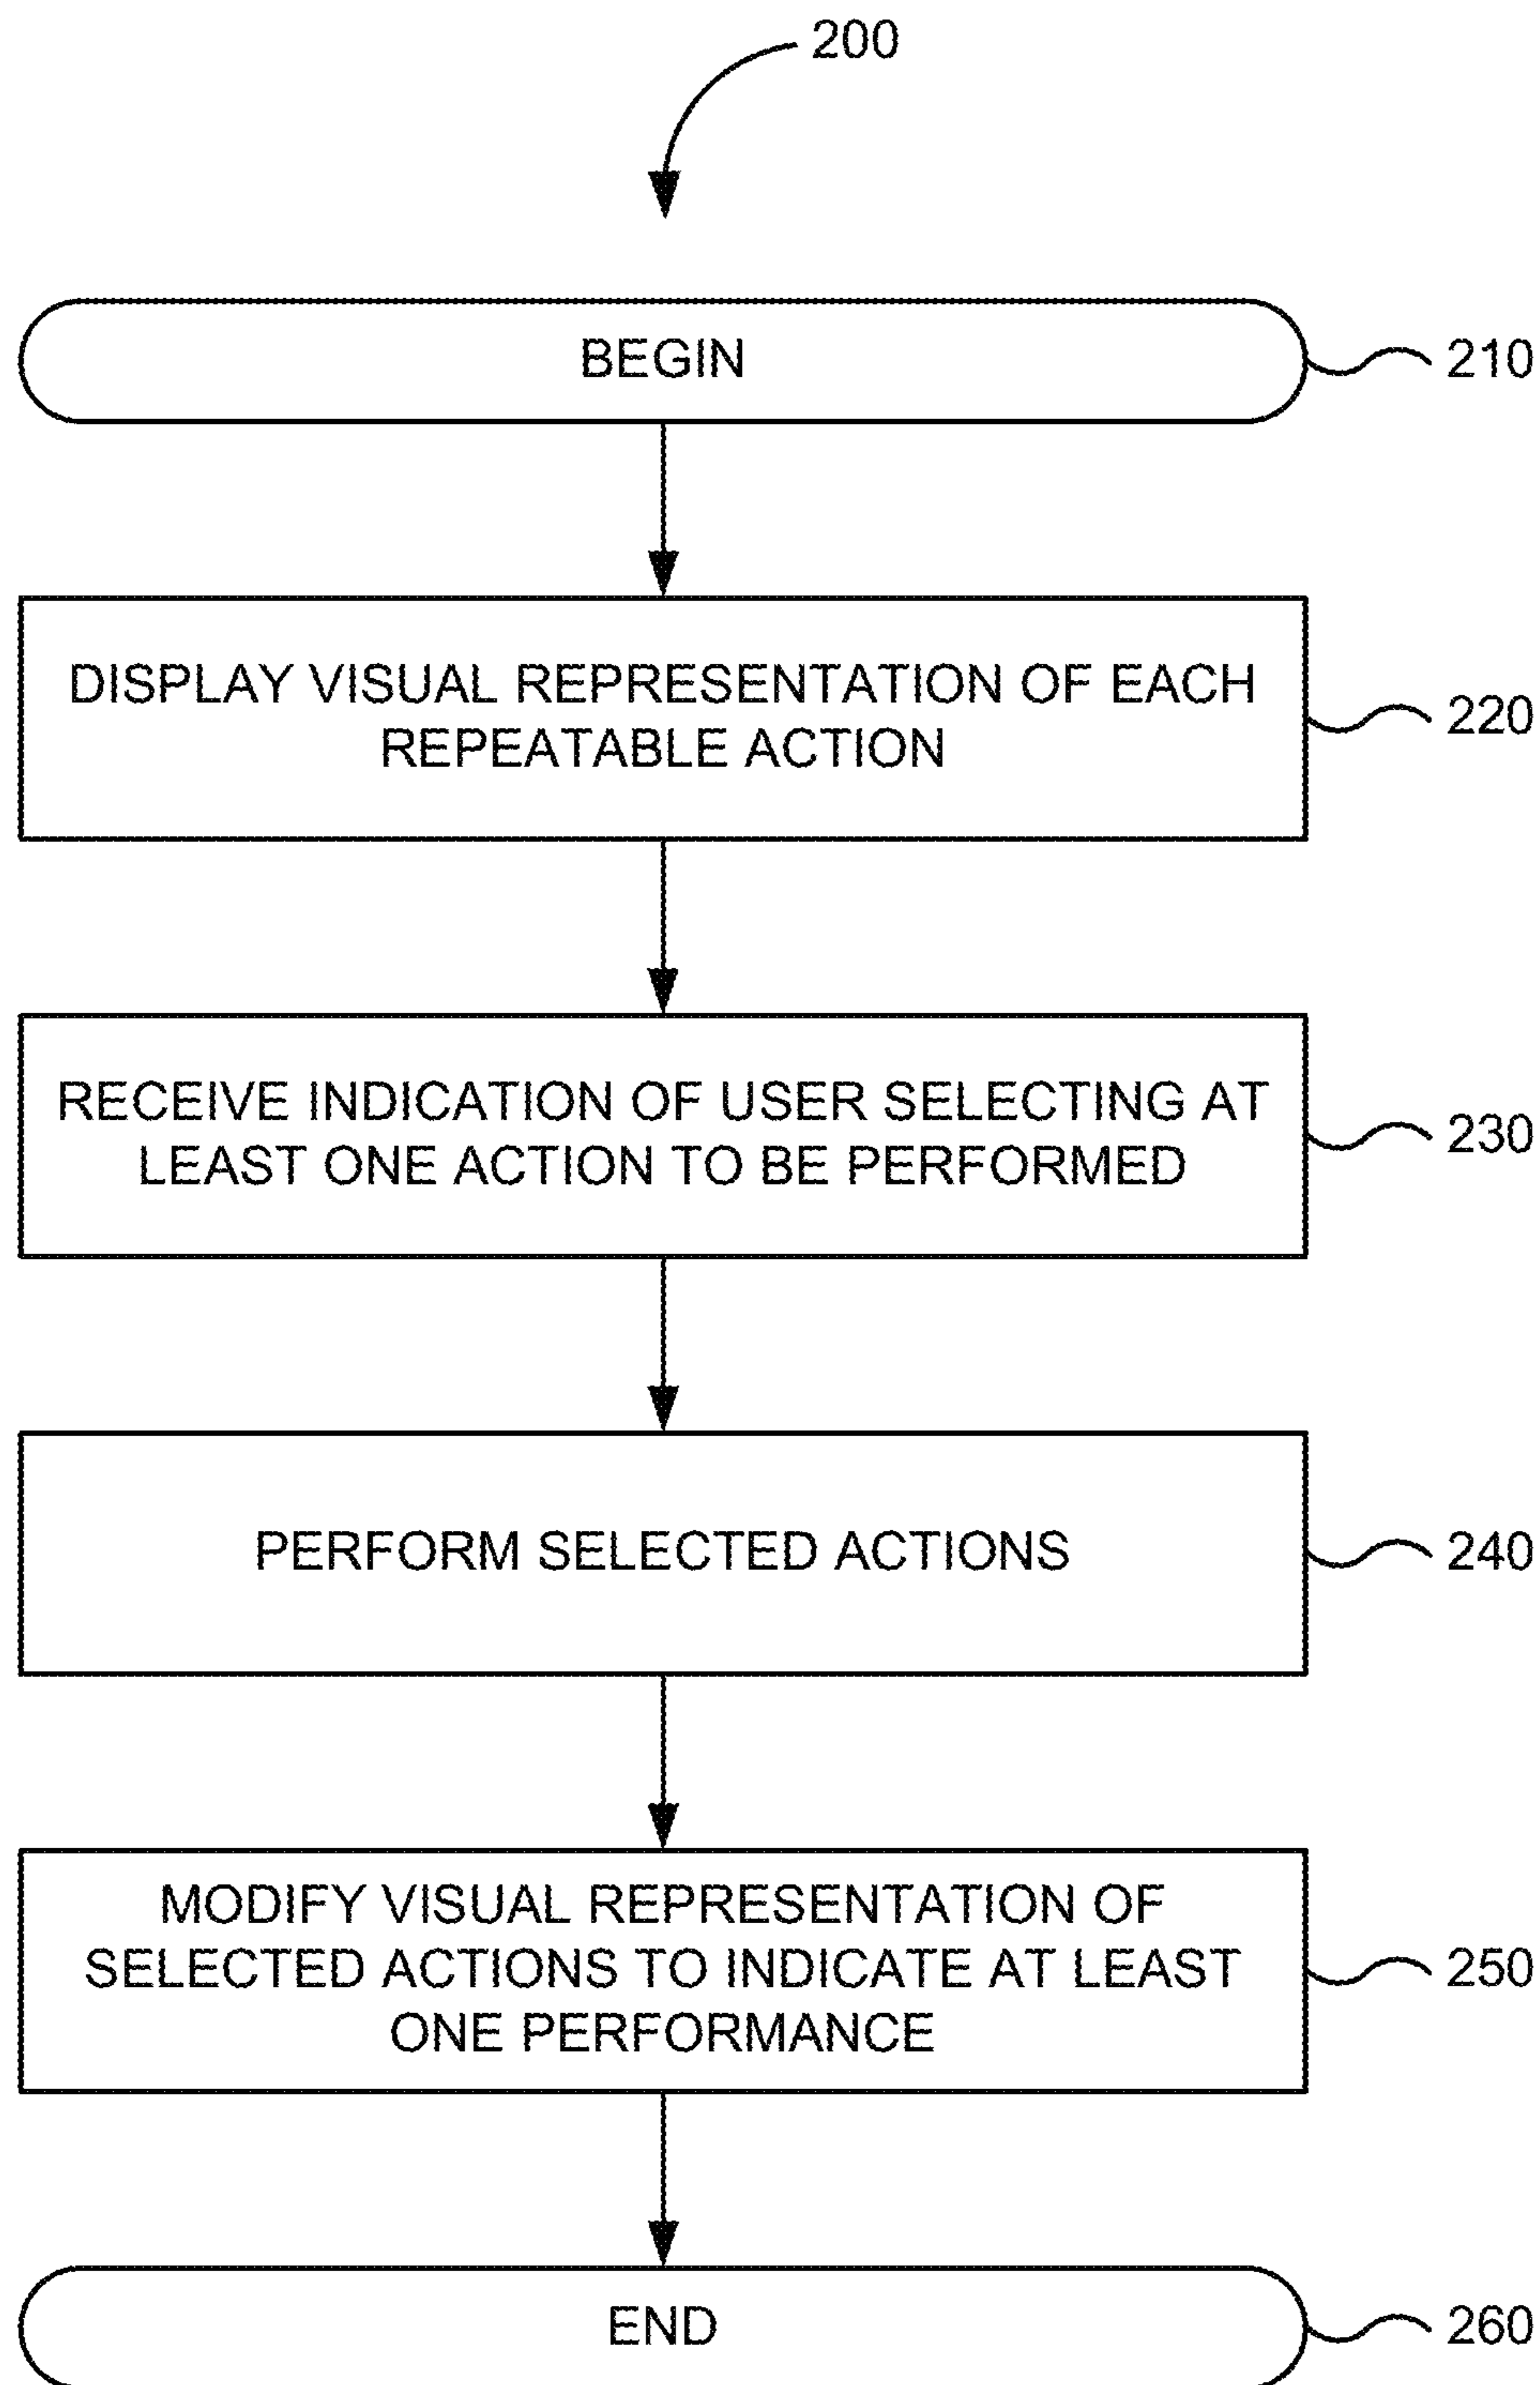 200
BEGIN
210
DISPLAY VISUAL REPRESENTATION OF EACH
REPEATABLE ACTION
220
RECEIVE INDICATION OF USER SELECTING AT
LEAST ONE ACTION TO BE PERFORMED
230
PERFORM SELECTED ACTIONS
240
MODIFY VISUAL REPRESENTATION OF
SELECTED ACTIONS TO INDICATE AT LEAST
ONE PERFORMANCE
250
END
260